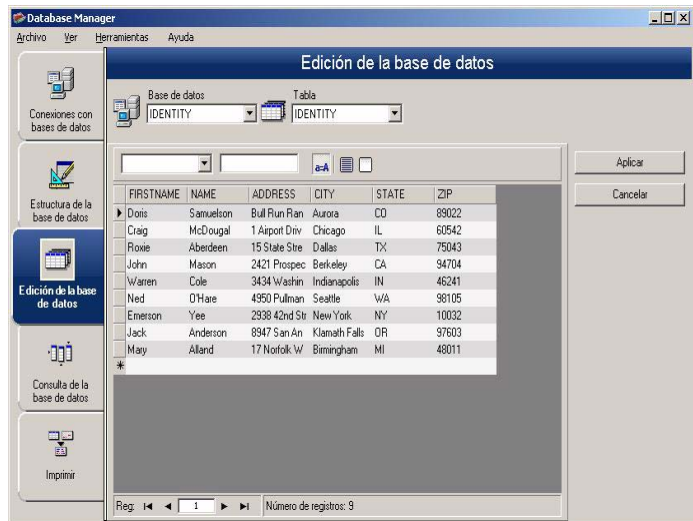 Database Manager
Archivo Ver Herramientas Ayuda
Edición de la base de datos
Conexiones con
bases de datos
Estructura de la
base de datos
Edición de la base
de datos
Consulta de la
base de datos
Imprimir
Base de datos Tabla
IDENTITY IDENTITY
a=A
Aplicar
Cancelar
FIRSTNAME NAME ADDRESS CITY STATE ZIP
Doris Samuelson Bull Run Ran Aurora CO 89022
Craig McDougal 1 Airport Driv Chicago IL 60542
Roxie Aberdeen 15 State Stre Dallas TX 75043
John Mason 2421 Prospec Berkeley CA 94704
Warren Cole 3434 Washin Indianapolis IN 46241
Ned O'Hare 4950 Pullman Seattle WA 98105
Emerson Yee 2938 42nd Str New York NY 10032
Jack Anderson 8947 San An Klamath Falls OR 97603
Mary Alland 17 Norfolk W Birmingham MI 48011
Reg: 1 Número de registros: 9